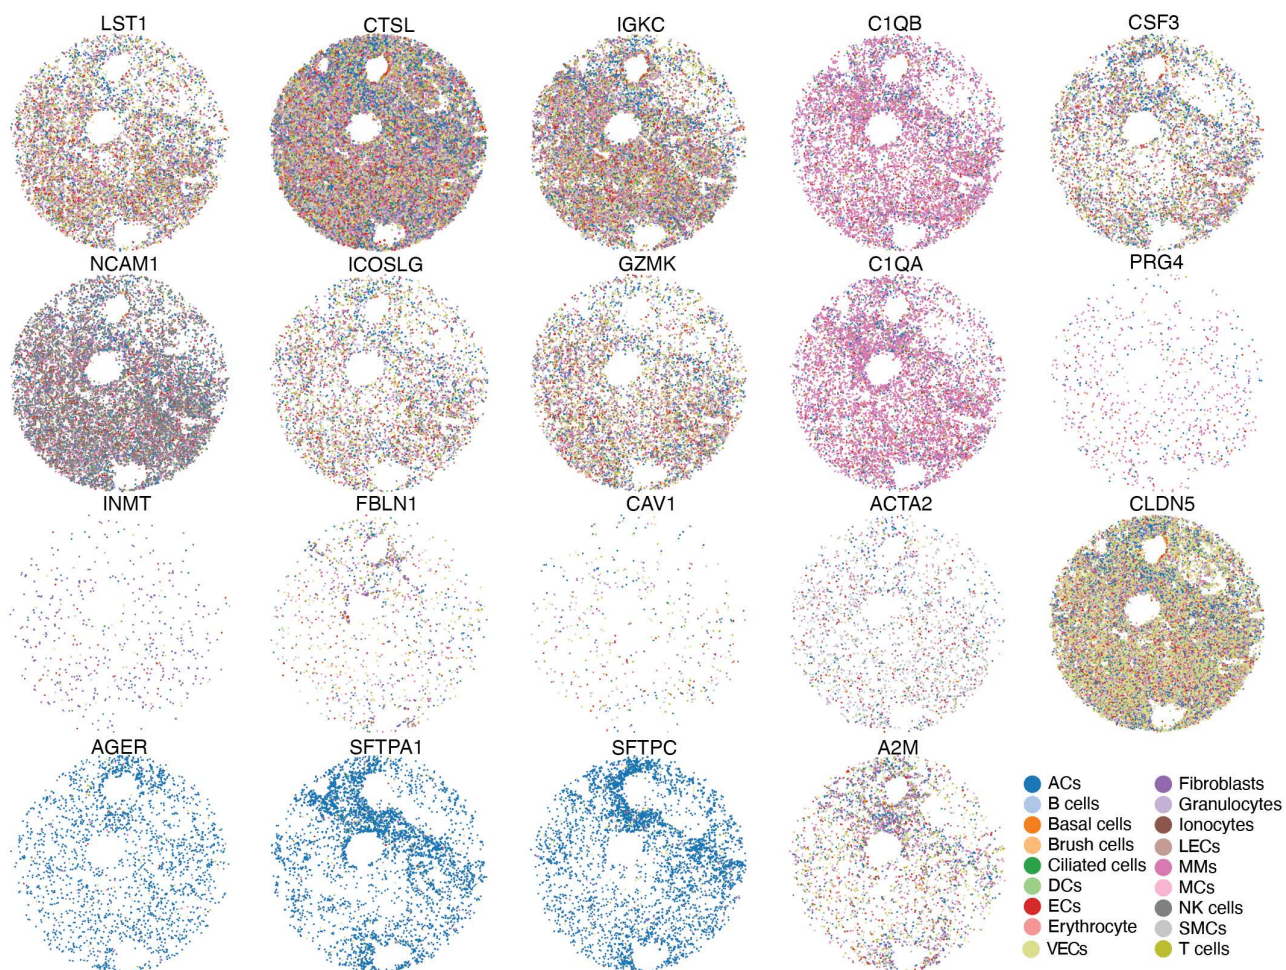 LST1 CTSL IGKC C1QB CSF3
NCAM1 ICOSLG GZMK C1QA PRG4
INMT FBLN1 CAV1 ACTA2 CLDN5
AGER SFTPA1 SFTPC A2M
ACs Fibroblasts
B cells Granulocytes
Basal cells Ionocytes
Brush cells LECs
Ciliated cells MMs
DCs MCs
ECs NK cells
Erythrocyte SMCs
VECs T cells